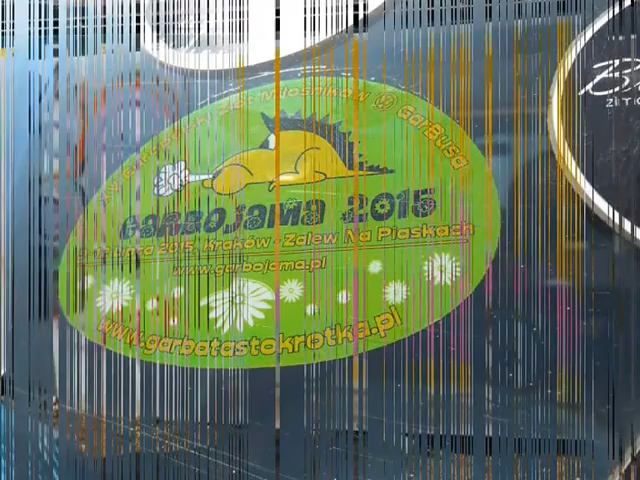 Zlot Miłośników @ GarBusa
GARBOJAMA 2015
2015, Kraków - Zalew Na Piaskach
www.garbojama.pl
www.garbatastokrotka.pl